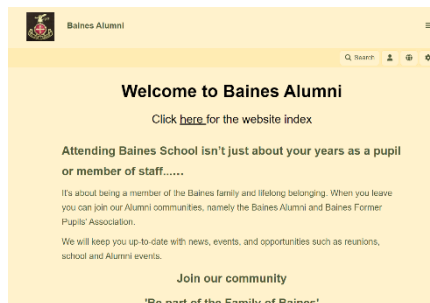 Baines Alumni
Search
Welcome to Baines Alumni
Click here for the website index
Attending Baines School isn't just about your years as a pupil
or member of staff......
It's about being a member of the Baines family and lifelong belonging. When you leave
you can join our Alumni communities, namely the Baines Alumni and Baines Former
Pupils' Association.
We will keep you up-to-date with news, events, and opportunities such as reunions,
school and Alumni events.
Join our community
'Be part of the Family of Baines'